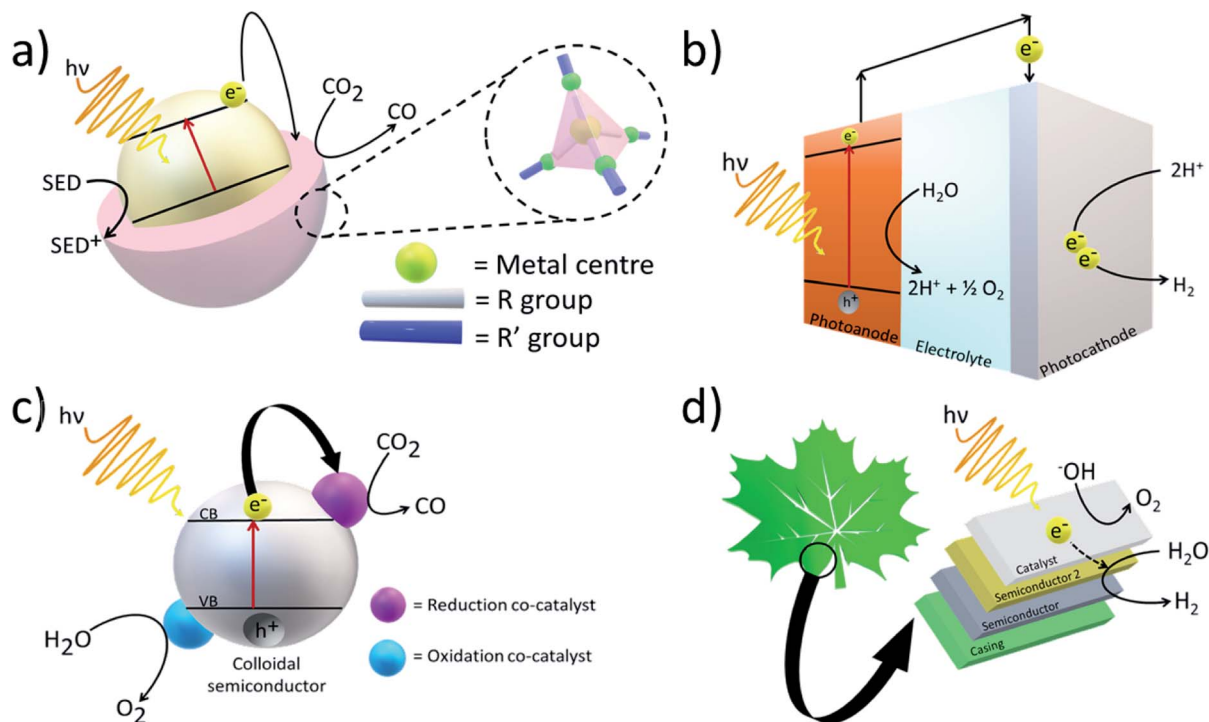 a)
hν
e⁻
CO₂
CO
SED
SED⁺
= Metal centre
= R group
= R' group
b)
e⁻
hν
e⁻
H₂O
2H⁺
e⁻
e⁻
2H⁺ + ½ O₂
H₂
h⁺
Photoanode
Electrolyte
Photocathode
c)
hν
CO₂
e⁻
CB
CO
VB
h⁺
H₂O
O₂
Colloidal
semiconductor
= Reduction co-catalyst
= Oxidation co-catalyst
d)
hν
⁻OH
O₂
e⁻
H₂O
Catalyst
Semiconductor 2
H₂
Semiconductor
Casing